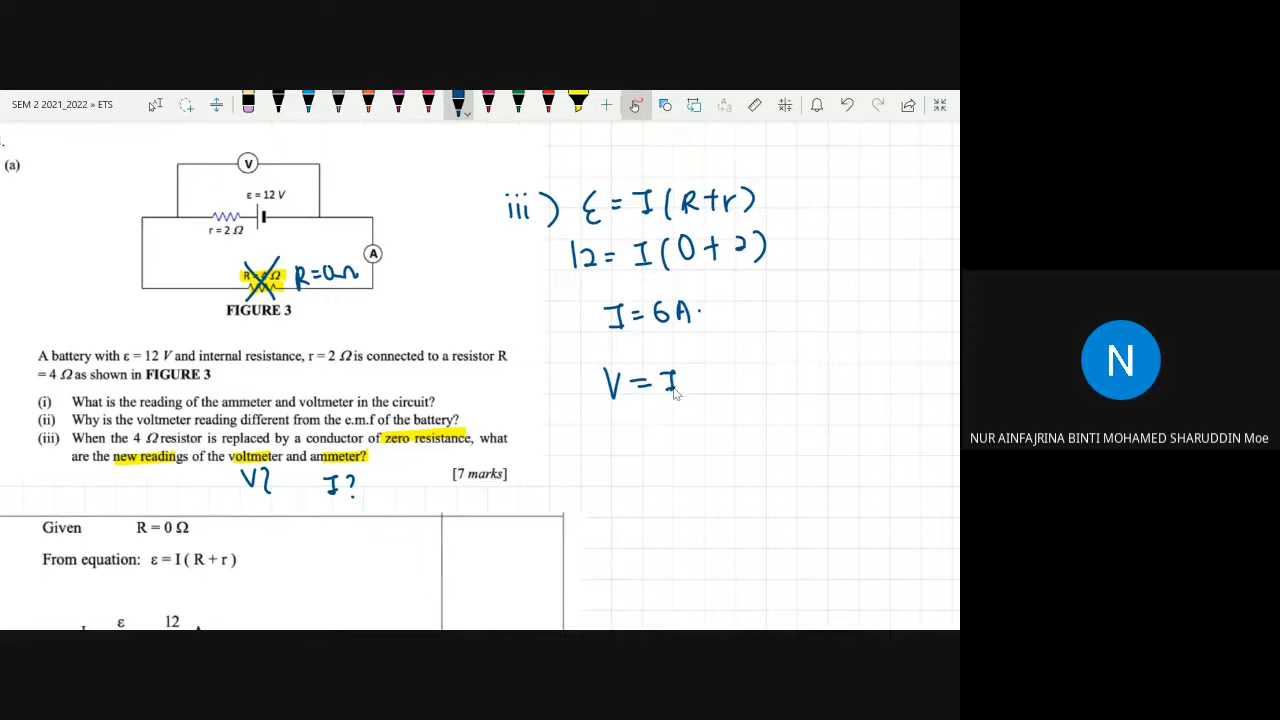 SEM 2 2021_2022 » ETS
(a)
V
ε = 12 V
r = 2 Ω
A
R = 4 Ω
R = 0Ω
FIGURE 3
A battery with ε = 12 V and internal resistance, r = 2 Ω is connected to a resistor R
= 4 Ω as shown in FIGURE 3
(i) What is the reading of the ammeter and voltmeter in the circuit?
(ii) Why is the voltmeter reading different from the e.m.f of the battery?
(iii) When the 4 Ω resistor is replaced by a conductor of zero resistance, what
are the new readings of the voltmeter and ammeter?
V? I?
[7 marks]
Given R = 0 Ω
From equation: ε = I ( R + r )
ε 12
iii) ε = I(R+r)
12 = I(0+2)
I = 6A.
V = I
N
NUR AINFAJRINA BINTI MOHAMED SHARUDDIN Moe